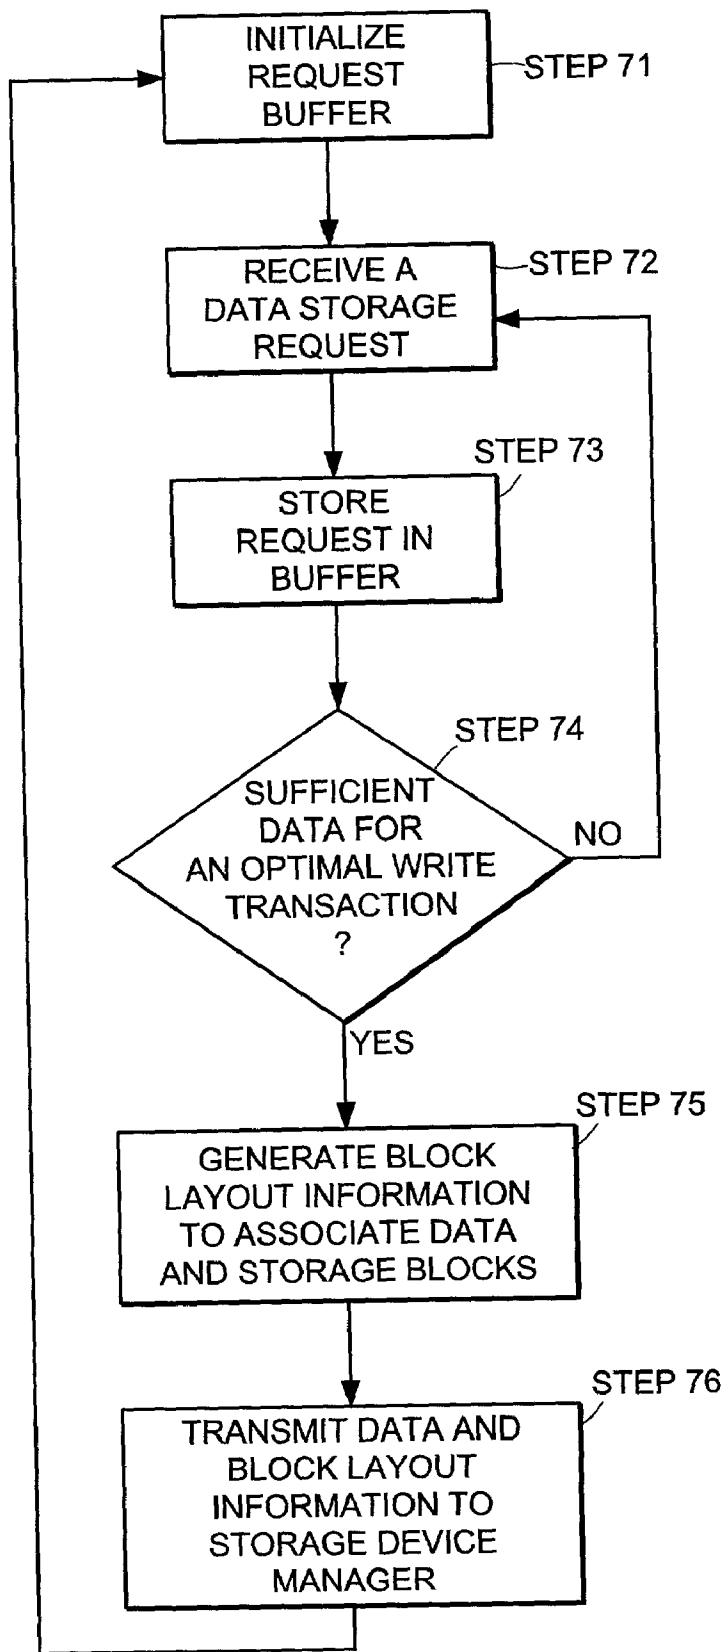 INITIALIZE
REQUEST
BUFFER
STEP 71
RECEIVE A
DATA STORAGE
REQUEST
STEP 72
STEP 73
STORE
REQUEST IN
BUFFER
STEP 74
SUFFICIENT
DATA FOR
AN OPTIMAL WRITE
TRANSACTION
?
NO
YES
STEP 75
GENERATE BLOCK
LAYOUT INFORMATION
TO ASSOCIATE DATA
AND STORAGE BLOCKS
STEP 76
TRANSMIT DATA AND
BLOCK LAYOUT
INFORMATION TO
STORAGE DEVICE
MANAGER